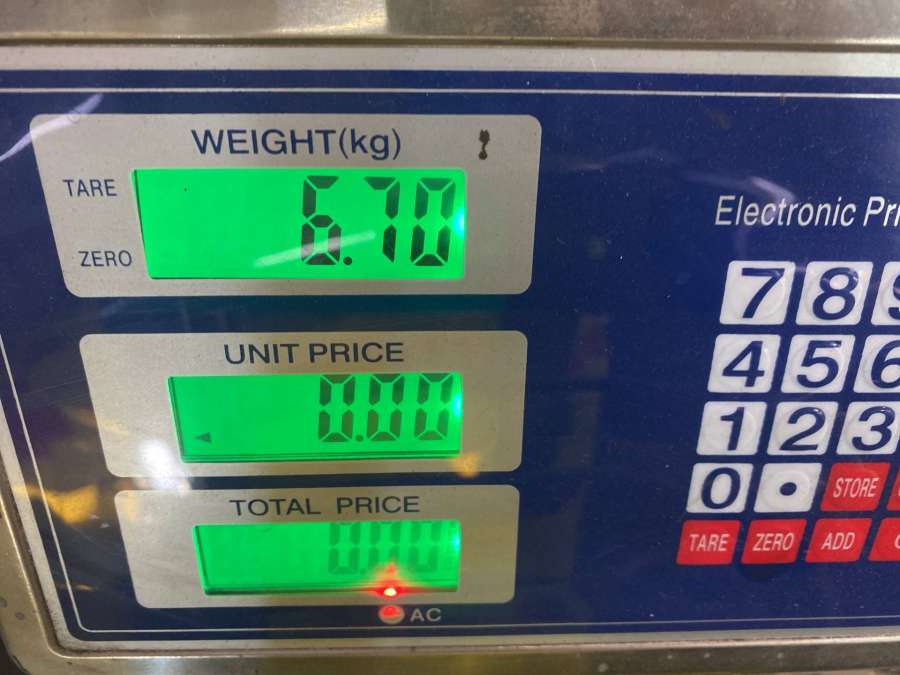 WEIGHT(kg)
TARE
6.70
ZERO
UNIT PRICE
0.00
TOTAL PRICE
0.00
AC
Electronic
7 8
4 5 6
1 2 3
0 • STORE
TARE ZERO ADD